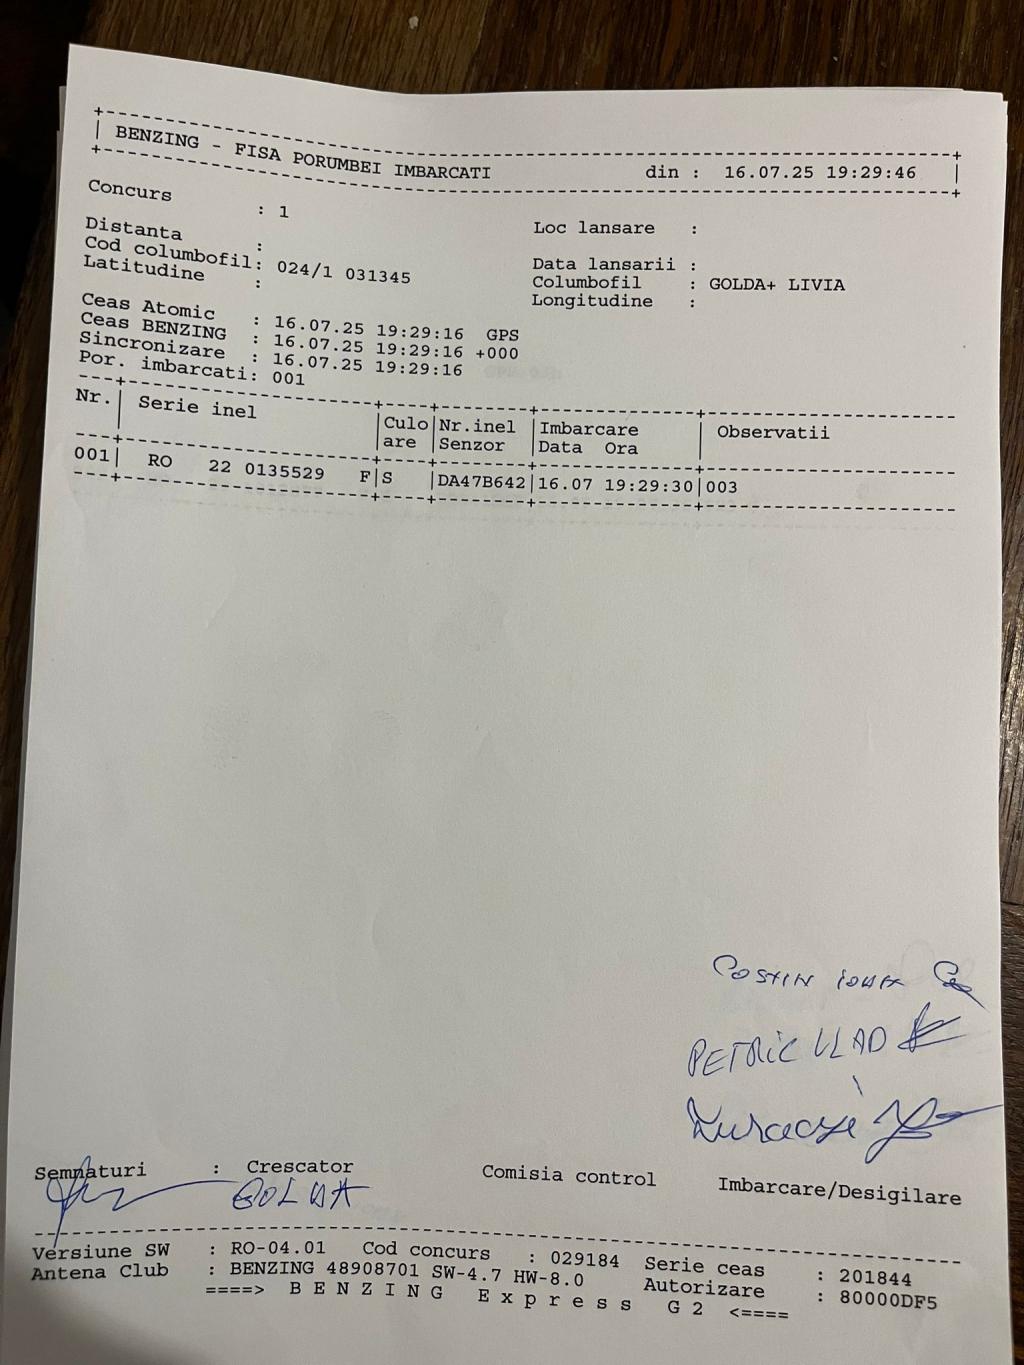 BENZING - FISA PORUMBEI IMBARCATI din : 16.07.25 19:29:46
Concurs : 1 Loc lansare :
Distanta : Data lansarii :
Cod columbofil: 024/1 031345 Columbofil : GOLDA+ LIVIA
Latitudine : Longitudine :
Ceas Atomic : 16.07.25 19:29:16 GPS
Ceas BENZING : 16.07.25 19:29:16 +000
Sincronizare : 16.07.25 19:29:16
Por. imbarcati: 001
Nr.| Serie inel |Culo|Nr.inel|Imbarcare | Observatii
|are |Senzor |Data Ora |
001| RO 22 0135529 F|S |DA47B642|16.07 19:29:30|003
COSTIN
PETRIC VLAD
Semnaturi : Crescator Comisia control Imbarcare/Desigilare
GOLDA
Versiune SW : RO-04.01 Cod concurs : 029184 Serie ceas : 201844
Antena Club : BENZING 48908701 SW-4.7 HW-8.0 Autorizare : 80000DF5
====> B E N Z I N G E x p r e s s G 2 <====